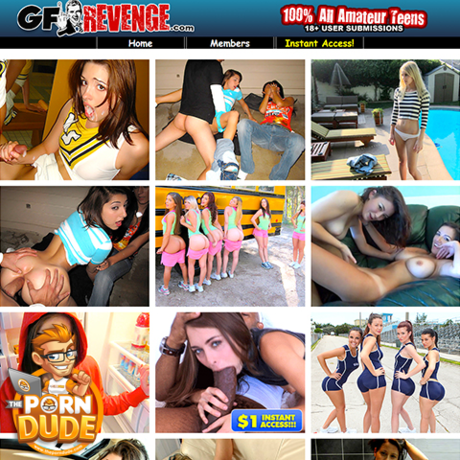 GF REVENGE.com
100% All Amateur Teens
18+ USER SUBMISSIONS
Home Members Instant Access!
THE
PORN
DUDE
$1 INSTANT ACCESS!!!